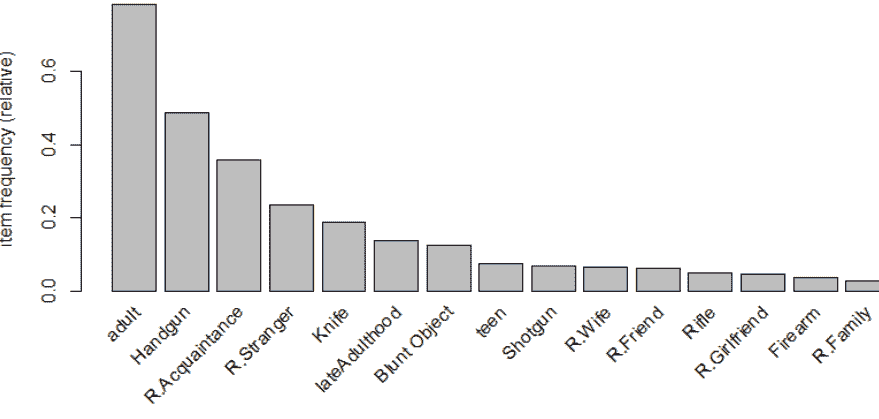 item frequency (relative)
0.6
0.4
0.2
0.0
adult
Handgun
R.Acquaintance
R.Stranger
Knife
lateAdulthood
Blunt Object
teen
Shotgun
R.Wife
R.Friend
Rifle
R.Girlfriend
Firearm
R.Family